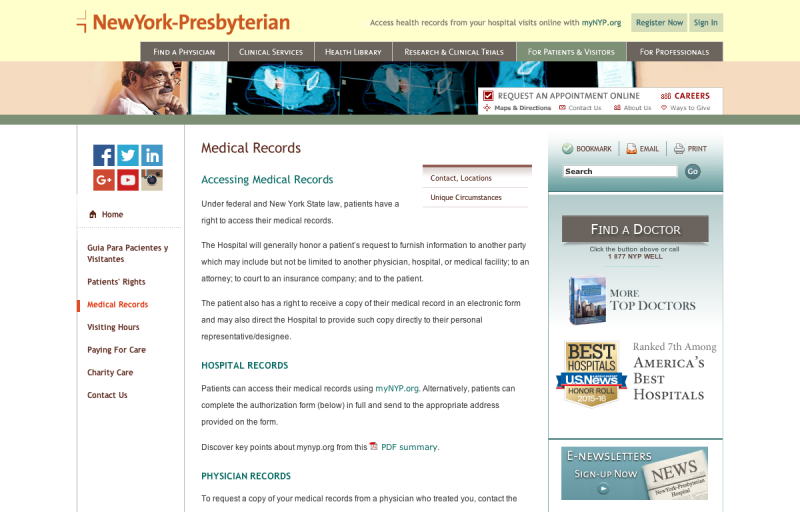 NewYork-Presbyterian
Access health records from your hospital visits online with myNYP.org
Register Now
Sign In
Find a Physician
Clinical Services
Health Library
Research & Clinical Trials
For Patients & Visitors
For Professionals
REQUEST AN APPOINTMENT ONLINE
CAREERS
Maps & Directions
Contact Us
About Us
Ways to Give
Home
Guia Para Pacientes y
Visitantes
Patients' Rights
Medical Records
Visiting Hours
Paying For Care
Charity Care
Contact Us
Medical Records
Accessing Medical Records
Contact, Locations
Unique Circumstances
Under federal and New York State law, patients have a
right to access their medical records.
The Hospital will generally honor a patient's request to furnish information to another party
which may include but not be limited to another physician, hospital, or medical facility; to an
attorney; to court to an insurance company; and to the patient.
The patient also has a right to receive a copy of their medical record in an electronic form
and may also direct the Hospital to provide such copy directly to their personal
representative/designee.
HOSPITAL RECORDS
Patients can access their medical records using myNYP.org. Alternatively, patients can
complete the authorization form (below) in full and send to the appropriate address
provided on the form.
Discover key points about mynyp.org from this PDF summary.
PHYSICIAN RECORDS
To request a copy of your medical records from a physician who treated you, contact the
BOOKMARK
EMAIL
PRINT
Search
Go
Find a Doctor
Click the button above or call
1 877 NYP WELL
More
Top Doctors
BEST
HOSPITALS
U.S.News
HONOR ROLL
2015-16
Ranked 7th Among
America's
Best
Hospitals
E-Newsletters
Sign-up Now
NEWS
NewYork-Presbyterian
Hospital